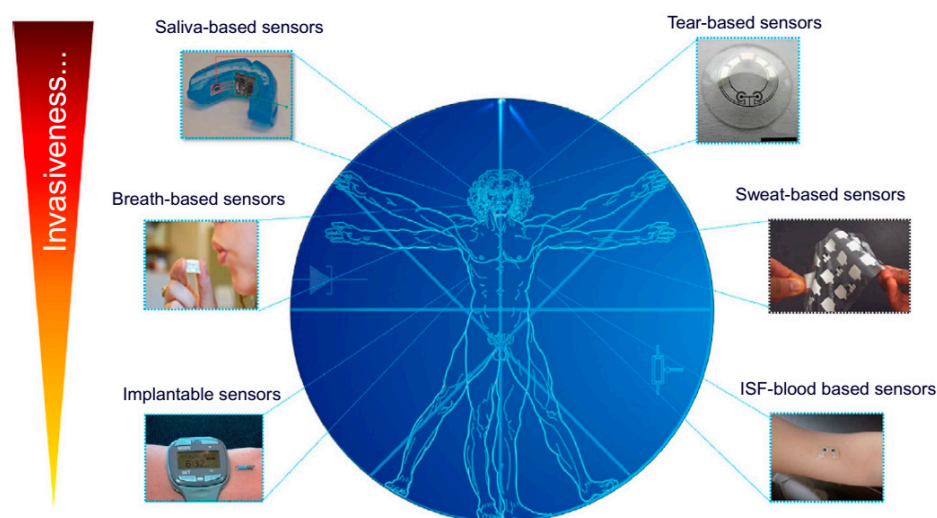 Saliva-based sensors
Tear-based sensors
Invasiveness...
Breath-based sensors
Sweat-based sensors
Implantable sensors
ISF-blood based sensors